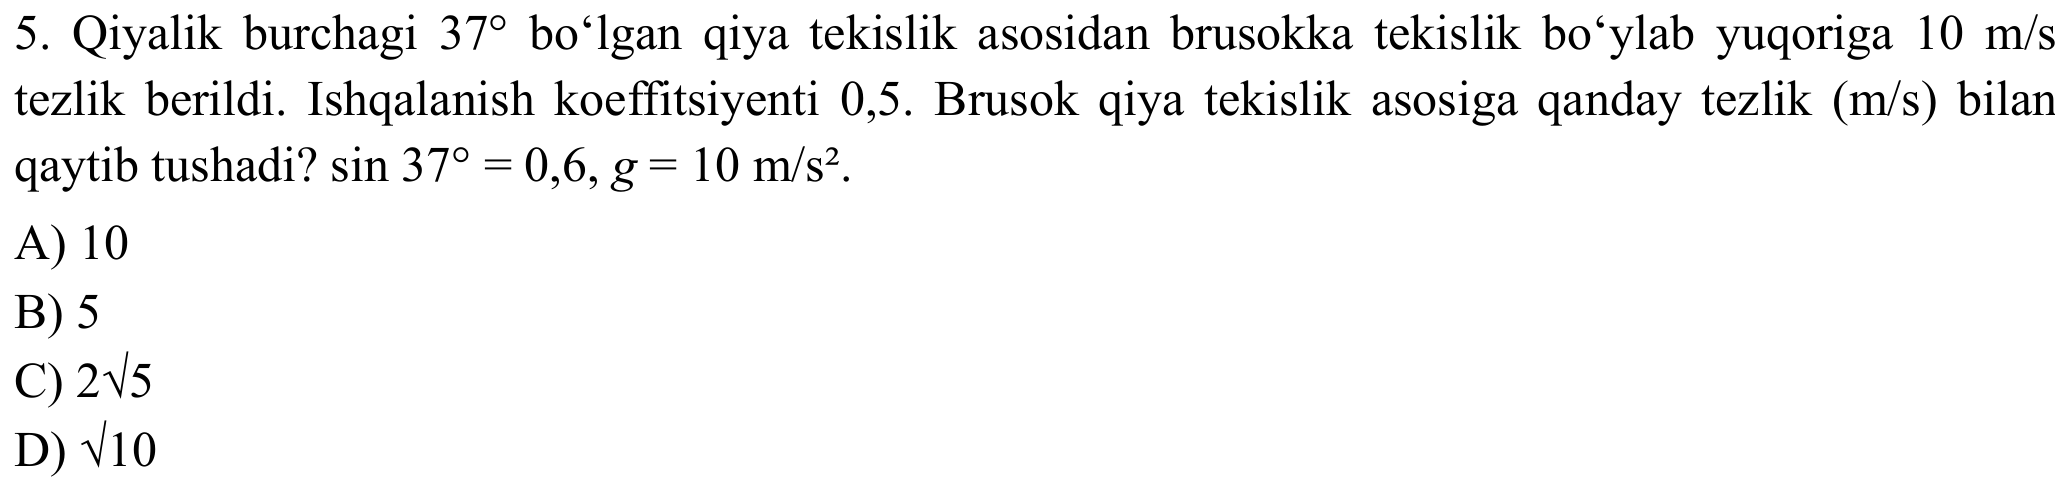 5. Qiyalik burchagi 37° bo‘lgan qiya tekislik asosidan brusokka tekislik bo‘ylab yuqoriga 10 m/s
tezlik berildi. Ishqalanish koeffitsiyenti 0,5. Brusok qiya tekislik asosiga qanday tezlik (m/s) bilan
qaytib tushadi? sin 37° = 0,6, g = 10 m/s².
A) 10
B) 5
C) 2√5
D) √10